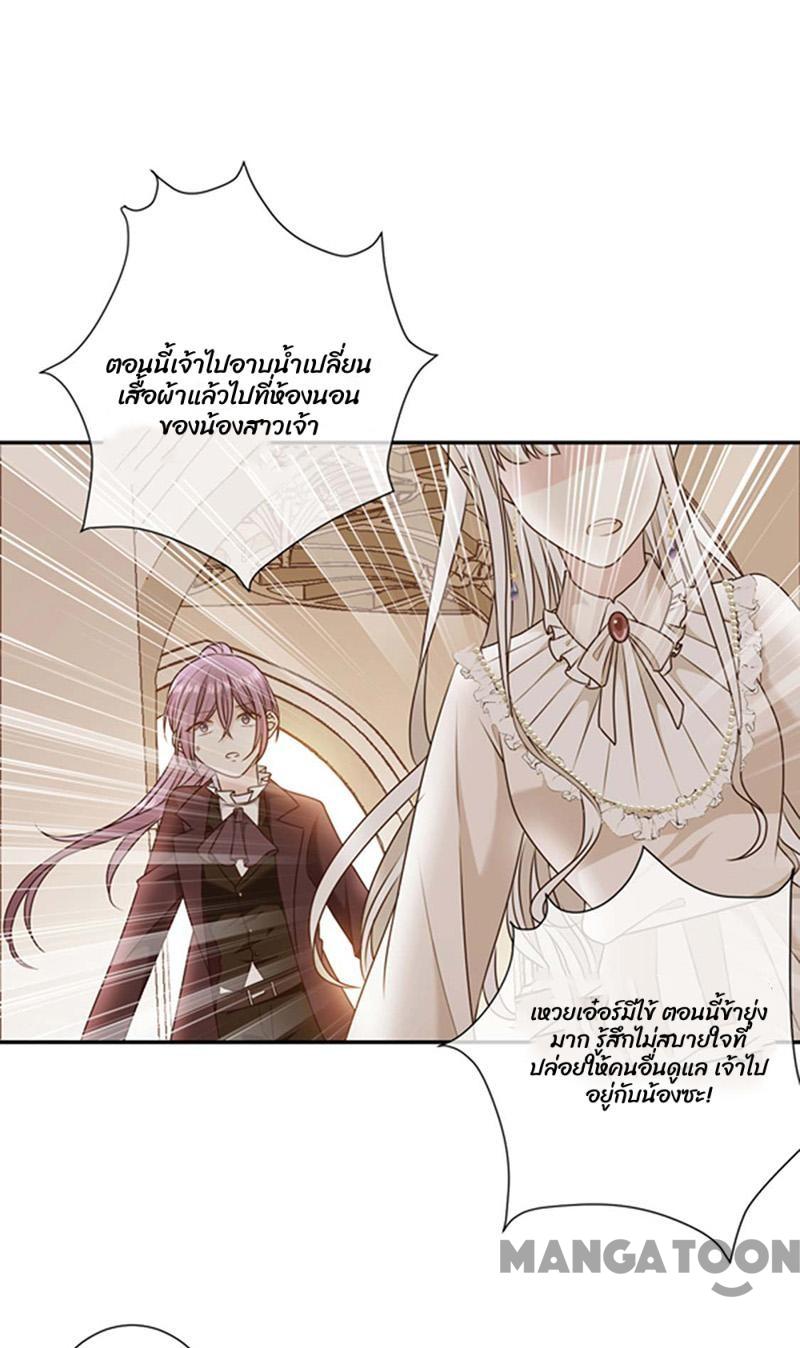 ตอนนี้เจ้าไปอาบน้ำเปลี่ยน
เสื้อผ้าแล้วไปที่ห้องนอน
ของน้องสาวเจ้า
เหวยเอ๋อร์มีไข้ ตอนนี้ข้ายุ่ง
มาก รู้สึกไม่สบายใจที่
ปล่อยให้คนอื่นดูแล เจ้าไป
อยู่กับน้องซะ!
MANGATOON